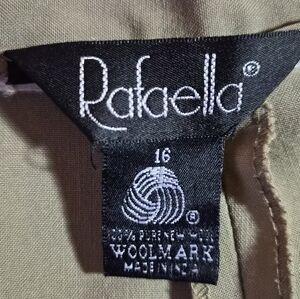 Rafaella®
16
®
100% PURE NEW WOOL
WOOLMARK
MADE IN INDIA